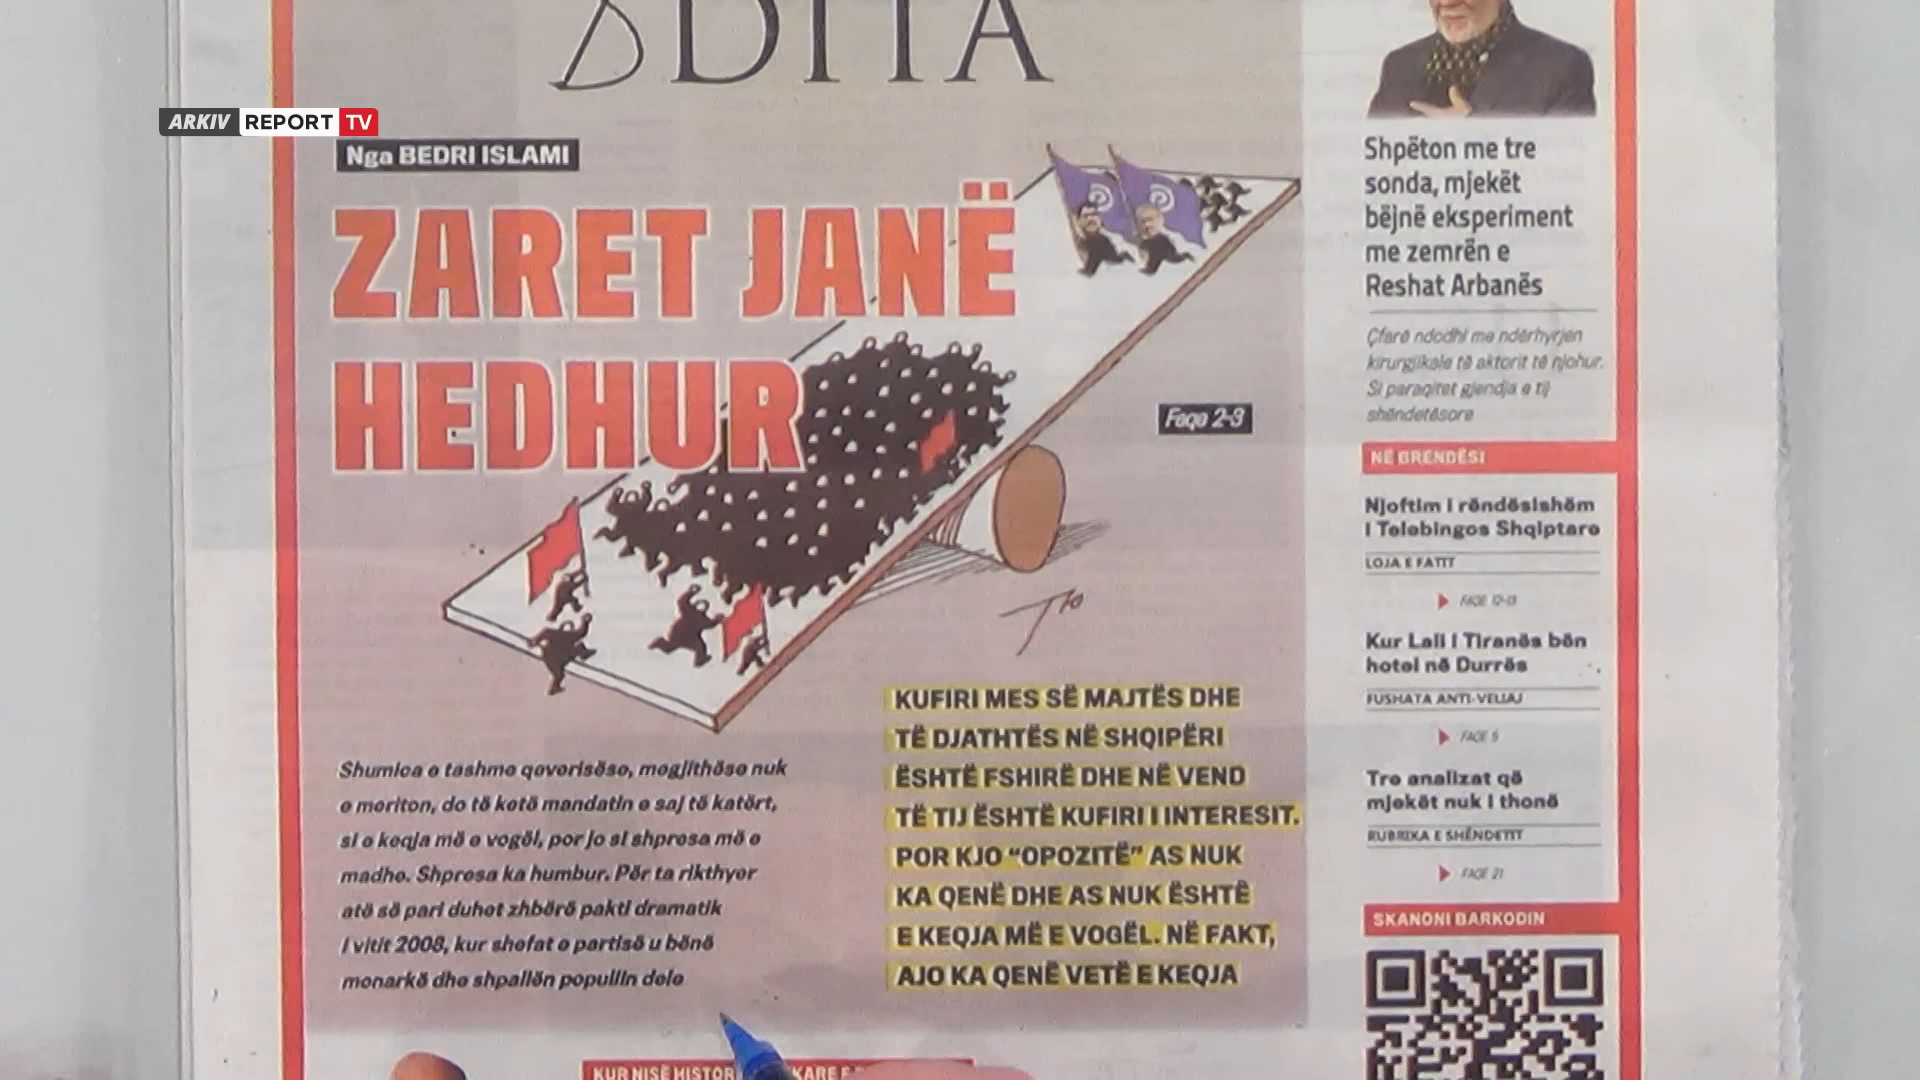 DITA
ARKIV REPORT TV
Nga BEDRI ISLAMI
ZARET JANË
HEDHUR
Faqe 2-3
Shumica e tashme qeverisëse, megjithëse nuk
e meriton, do të ketë mandatin e saj të katërt,
si e keqja më e vogël, por jo si shpresa më e
madhe. Shpresa ka humbur. Për ta rikthyer
atë së pari duhet zhbërë pakti dramatik
i vitit 2008, kur shefat e partisë u bënë
monarkë dhe shpallën popullin dele
KUFIRI MES SË MAJTËS DHE
TË DJATHTËS NË SHQIPËRI
ËSHTË FSHIRË DHE NË VEND
TË TIJ ËSHTË KUFIRI I INTERESIT.
POR KJO “OPOZITË” AS NUK
KA QENË DHE AS NUK ËSHTË
E KEQJA MË E VOGËL. NË FAKT,
AJO KA QENË VETË E KEQJA
KUR NISË
Shpëton me tre
sonda, mjekët
bëjnë eksperiment
me zemrën e
Reshat Arbanës
Çfarë ndodhi me ndërhyrjen
kirurgjikale të aktorit të njohur.
Si paraqitet gjendja e tij
shëndetësore
NË BRENDËSI
Njoftim i rëndësishëm
i Telebingos Shqiptare
LOJA E FATIT
FAQE 12-13
Kur Lali i Tiranës bën
hotel në Durrës
FUSHATA ANTI-VELIAJ
FAQE 5
Tre analizat që
mjekët nuk i thonë
RUBRIKA E SHËNDETIT
FAQE 21
SKANONI BARKODIN